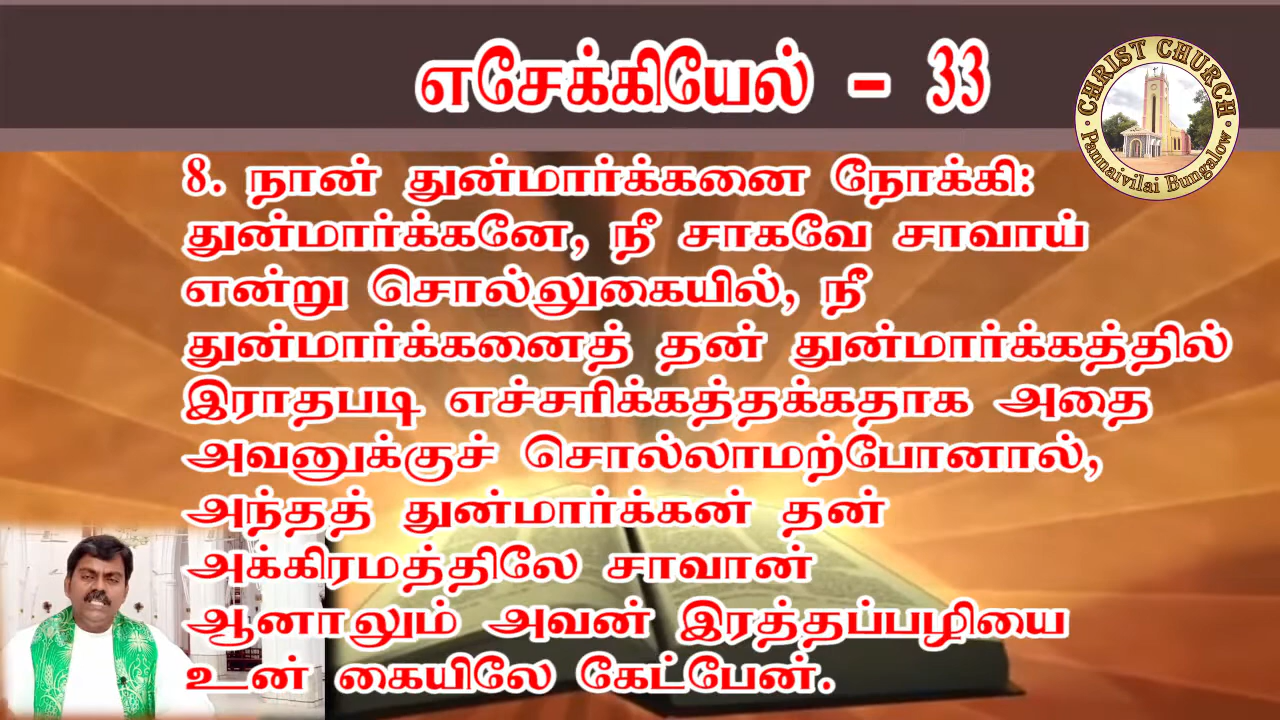 எசேக்கியேல் - 33
CHRIST CHURCH
Pannaivilai Bungalow
8. நான் துன்மார்க்கனை நோக்கி:
துன்மார்க்கனே, நீ சாகவே சாவாய்
என்று சொல்லுகையில், நீ
துன்மார்க்கனைத் தன் துன்மார்க்கத்தில்
இராதபடி எச்சரிக்கத்தக்கதாக அதை
அவனுக்குச் சொல்லாமற்போனால்,
அந்தத் துன்மார்க்கன் தன்
அக்கிரமத்திலே சாவான்
ஆனாலும் அவன் இரத்தப்பழியை
உன் கையிலே கேட்பேன்.